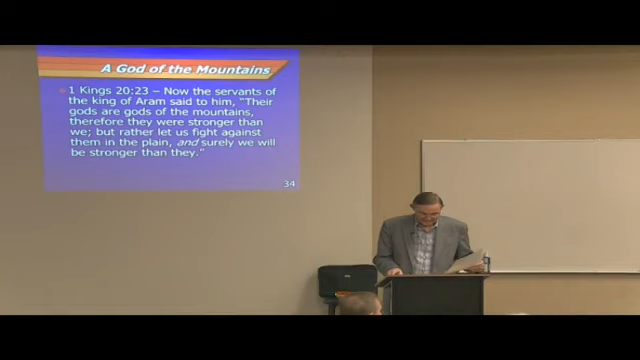 A God of the Mountains
1 Kings 20:23 – Now the servants of
the king of Aram said to him, "Their
gods are gods of the mountains,
therefore they were stronger than
we; but rather let us fight against
them in the plain, and surely we will
be stronger than they."
34